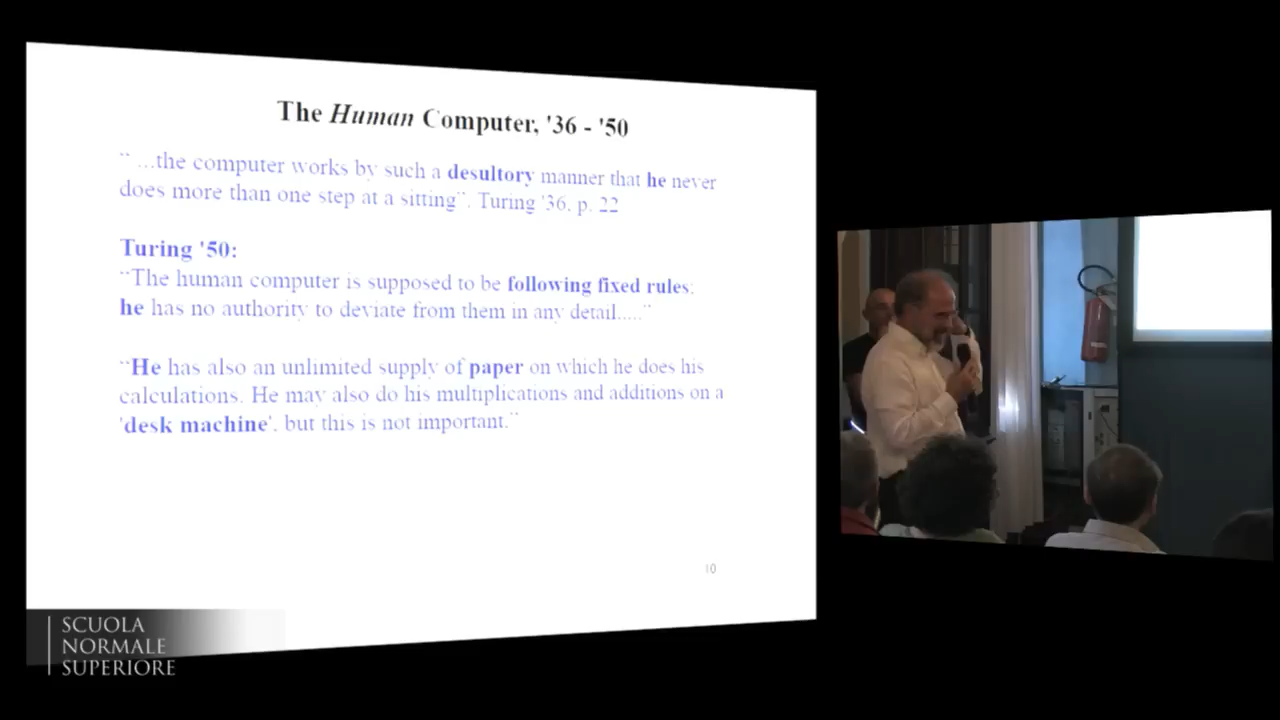 The Human Computer, '36 - '50
`` ...the computer works by such a desultory manner that he never
does more than one step at a sitting¨. Turing '36, p. 22
Turing '50:
¨The human computer is supposed to be following fixed rules;
he has no authority to deviate from them in any detail.....¨
¨He has also an unlimited supply of paper on which he does his
calculations. He may also do his multiplications and additions on a
'desk machine', but this is not important.¨
10
SCUOLA
NORMALE
SUPERIORE